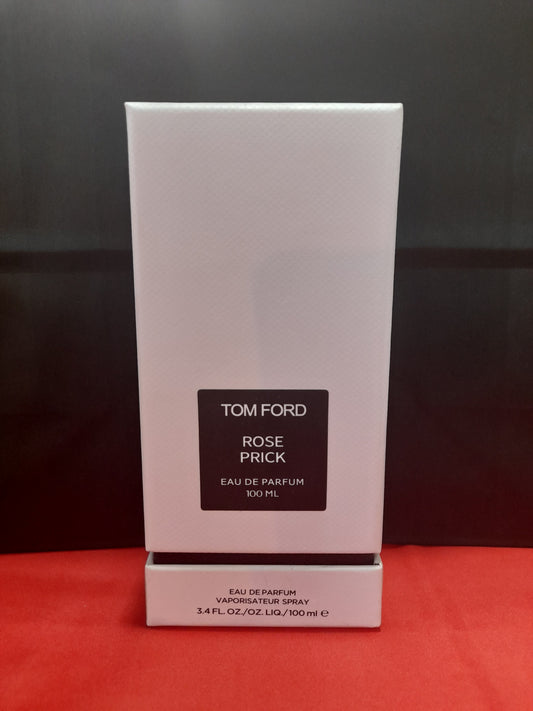 TOM FORD
ROSE
PRICK
EAU DE PARFUM
100 ML
EAU DE PARFUM
VAPORISATEUR SPRAY
3.4 FL. OZ./OZ. LIQ./100 ml ℮